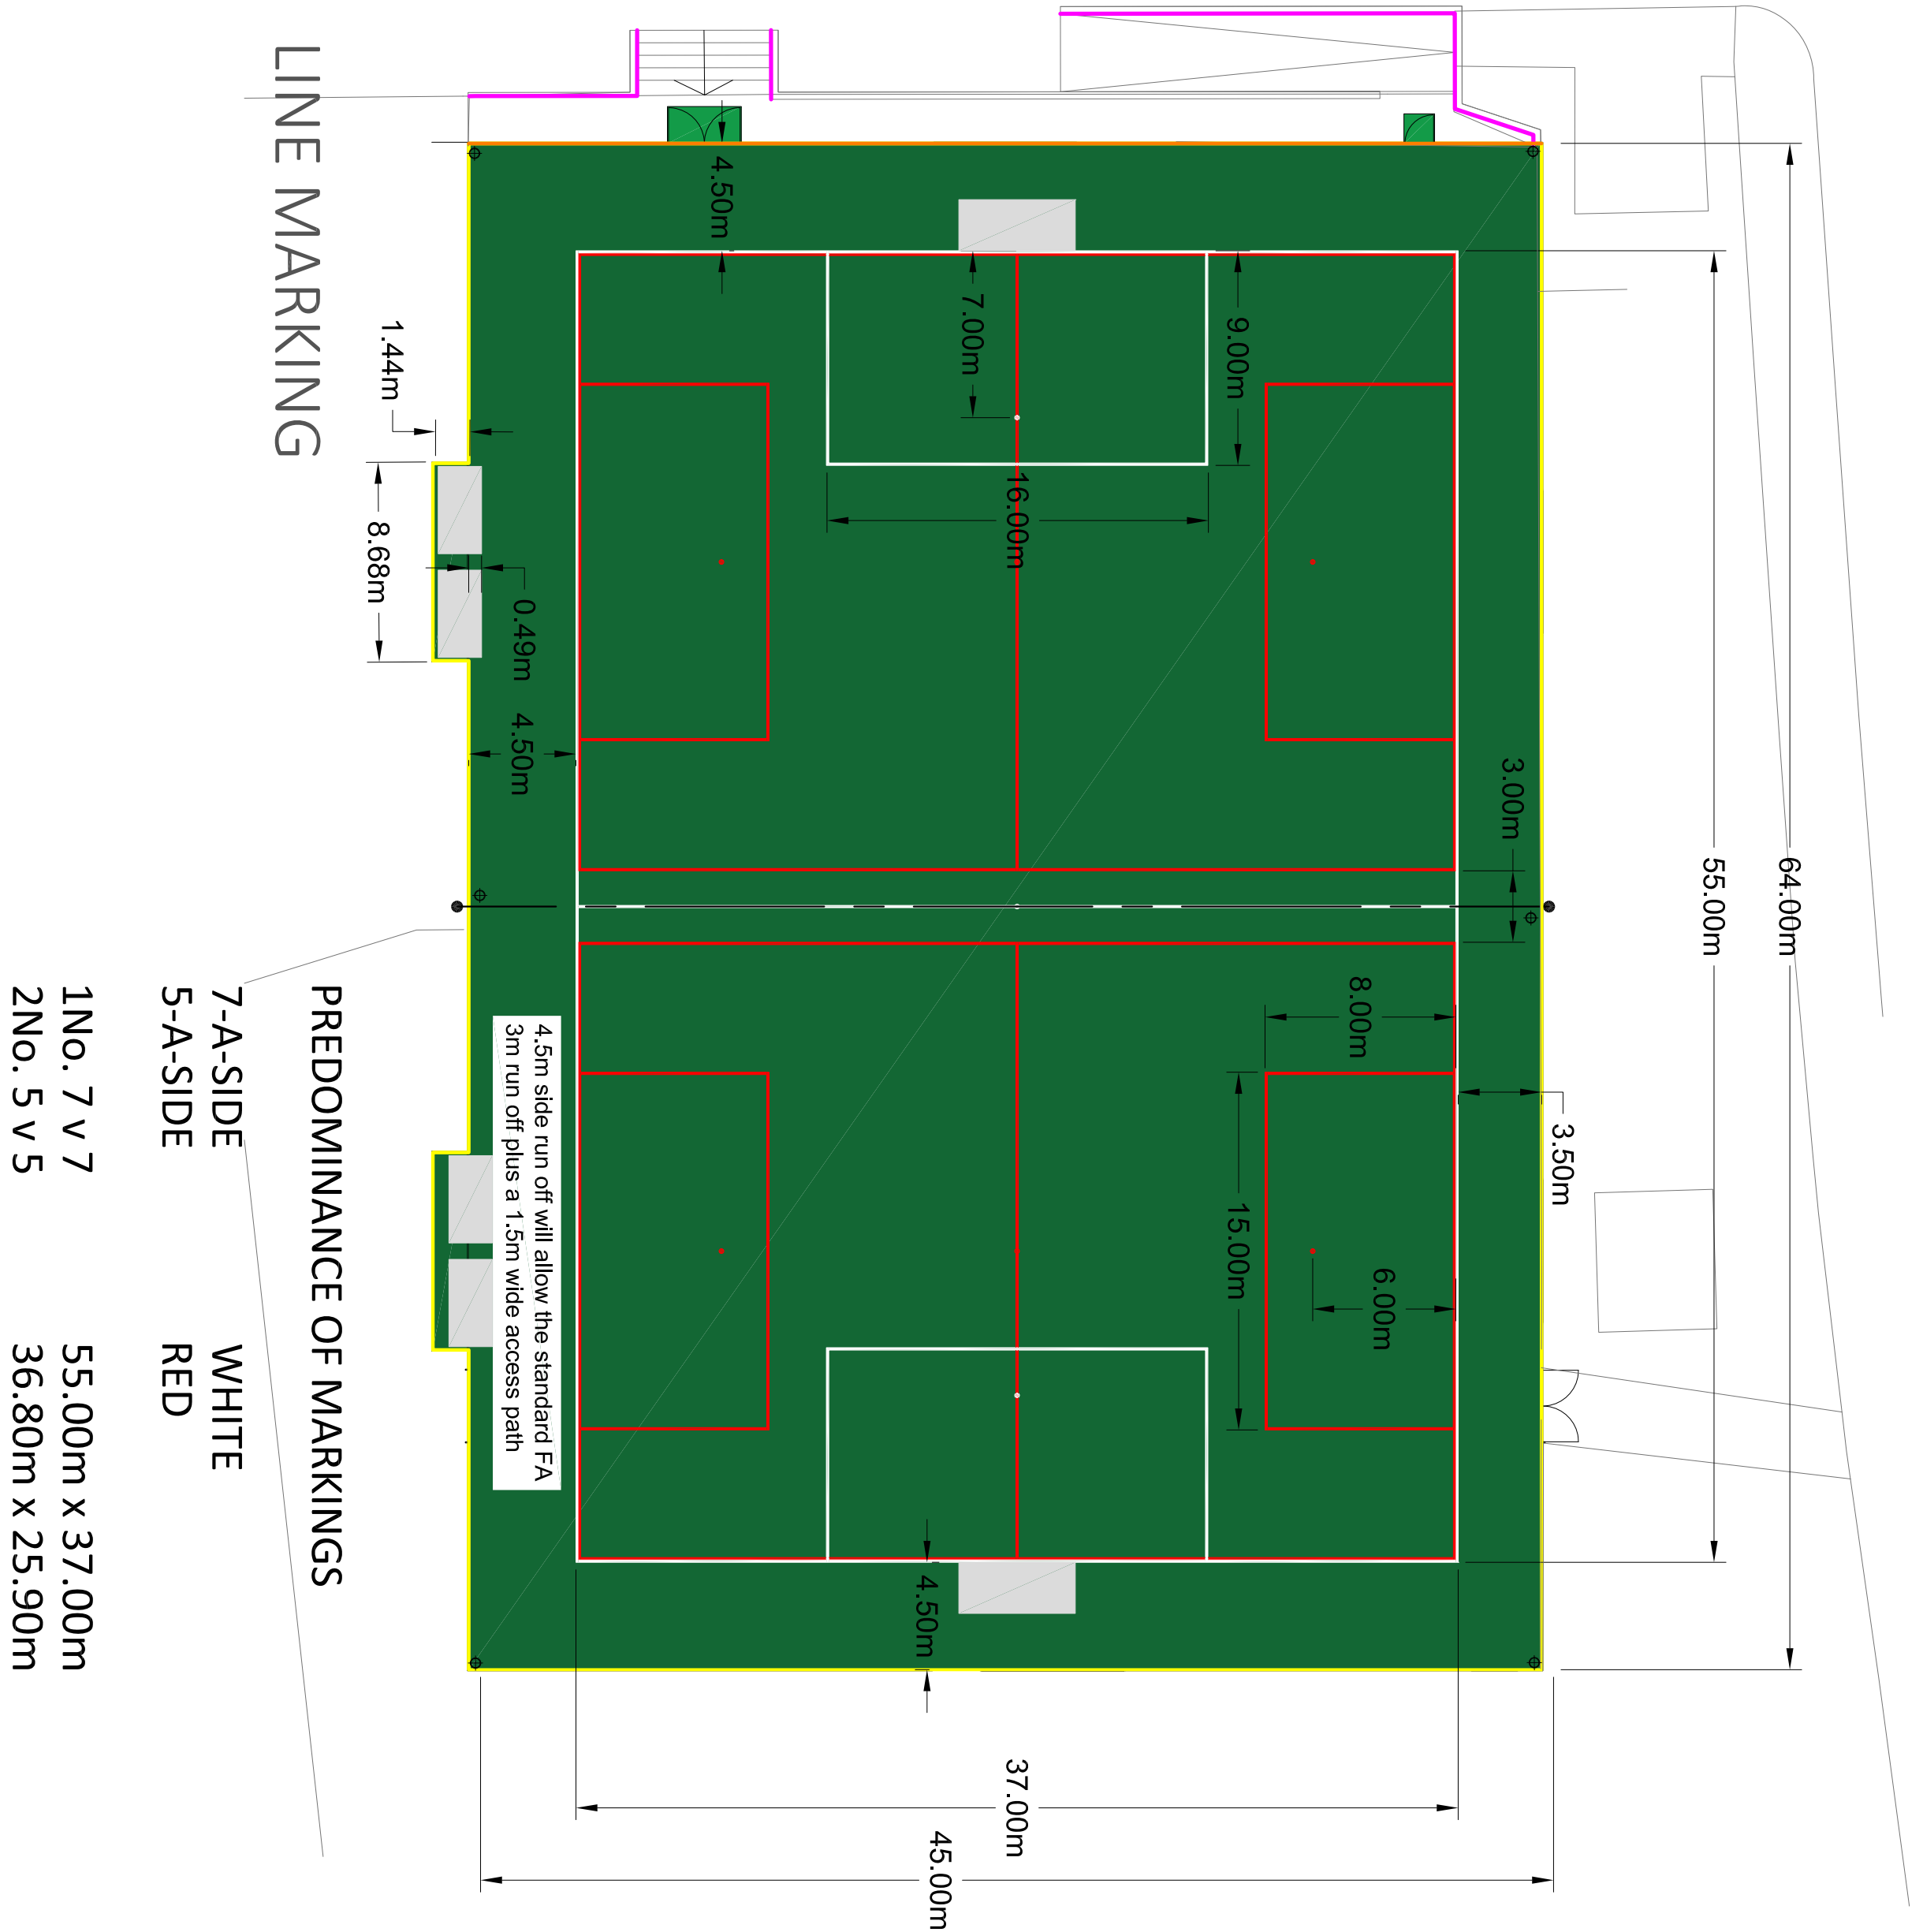 LINE MARKING
64.00m
55.00m
3.50m
3.00m
8.00m
6.00m
15.00m
9.00m
16.00m
7.00m
4.50m
4.50m
4.50m
0.49m
1.44m
8.68m
37.00m
45.00m
4.5m side run off will allow the standard FA
3m run off plus a 1.5m wide access path
PREDOMINANCE OF MARKINGS
7-A-SIDE WHITE
5-A-SIDE RED
1No. 7 v 7 55.00m x 37.00m
2No. 5 v 5 36.80m x 25.90m